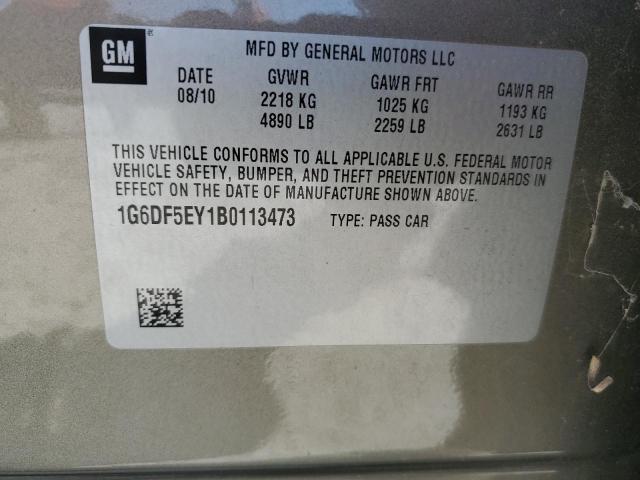 GM
MFD BY GENERAL MOTORS LLC
DATE GVWR GAWR FRT GAWR RR
08/10 2218 KG 1025 KG 1193 KG
4890 LB 2259 LB 2631 LB
THIS VEHICLE CONFORMS TO ALL APPLICABLE U.S. FEDERAL MOTOR
VEHICLE SAFETY, BUMPER, AND THEFT PREVENTION STANDARDS IN
EFFECT ON THE DATE OF MANUFACTURE SHOWN ABOVE.
1G6DF5EY1B0113473 TYPE: PASS CAR